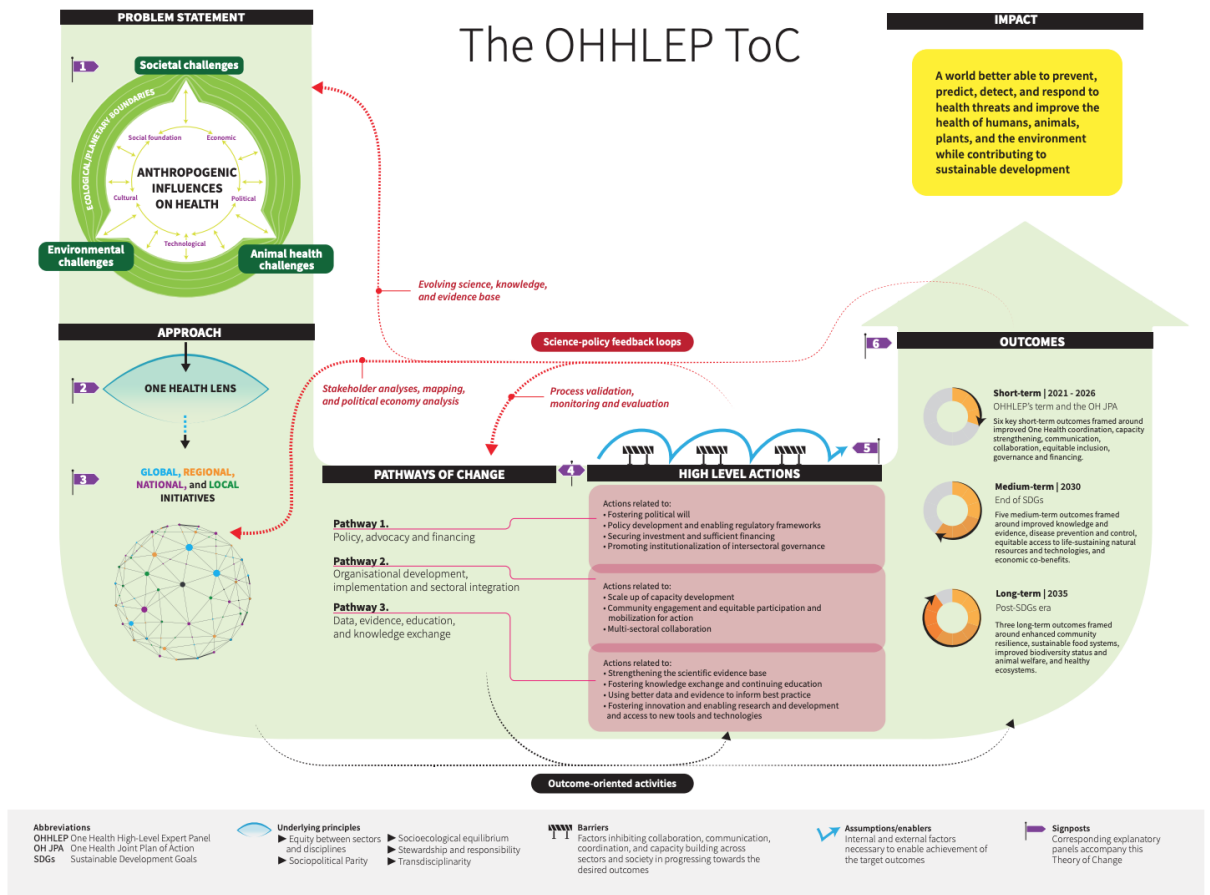 The OHHLEP ToC
PROBLEM STATEMENT
1
Societal challenges
ECOLOGICAL/PLANETARY BOUNDARIES
Social foundation
Economic
ANTHROPOGENIC
INFLUENCES
ON HEALTH
Cultural
Political
Technological
Environmental
challenges
Animal health
challenges
APPROACH
2
ONE HEALTH LENS
3
GLOBAL, REGIONAL,
NATIONAL, and LOCAL
INITIATIVES
Evolving science, knowledge,
and evidence base
Science-policy feedback loops
Stakeholder analyses, mapping,
and political economy analysis
Process validation,
monitoring and evaluation
PATHWAYS OF CHANGE
4
Pathway 1.
Policy, advocacy and financing
Pathway 2.
Organisational development,
implementation and sectoral integration
Pathway 3.
Data, evidence, education,
and knowledge exchange
5
HIGH LEVEL ACTIONS
Actions related to:
• Fostering political will
• Policy development and enabling regulatory frameworks
• Securing investment and sufficient financing
• Promoting institutionalization of intersectoral governance
Actions related to:
• Scale up of capacity development
• Community engagement and equitable participation and
mobilization for action
• Multi-sectoral collaboration
Actions related to:
• Strengthening the scientific evidence base
• Fostering knowledge exchange and continuing education
• Using better data and evidence to inform best practice
• Fostering innovation and enabling research and development
and access to new tools and technologies
IMPACT
A world better able to prevent,
predict, detect, and respond to
health threats and improve the
health of humans, animals,
plants, and the environment
while contributing to
sustainable development
6
OUTCOMES
Short-term | 2021 - 2026
OHHLEP's term and the OH JPA
Six key short-term outcomes framed around
improved One Health coordination, capacity
strengthening, communication,
collaboration, equitable inclusion,
governance and financing.
Medium-term | 2030
End of SDGs
Five medium-term outcomes framed
around improved knowledge and
evidence, disease prevention and control,
equitable access to life-sustaining natural
resources and technologies, and
economic co-benefits.
Long-term | 2035
Post-SDGs era
Three long-term outcomes framed
around enhanced community
resilience, sustainable food systems,
improved biodiversity status and
animal welfare, and healthy
ecosystems.
Outcome-oriented activities
Abbreviations
OHHLEP One Health High-Level Expert Panel
OH JPA One Health Joint Plan of Action
SDGs Sustainable Development Goals
Underlying principles
▶ Equity between sectors
and disciplines
▶ Sociopolitical Parity
▶ Socioecological equilibrium
▶ Stewardship and responsibility
▶ Transdisciplinarity
Barriers
Factors inhibiting collaboration, communication,
coordination, and capacity building across
sectors and society in progressing towards the
desired outcomes
Assumptions/enablers
Internal and external factors
necessary to enable achievement of
the target outcomes
Signposts
Corresponding explanatory
panels accompany this
Theory of Change